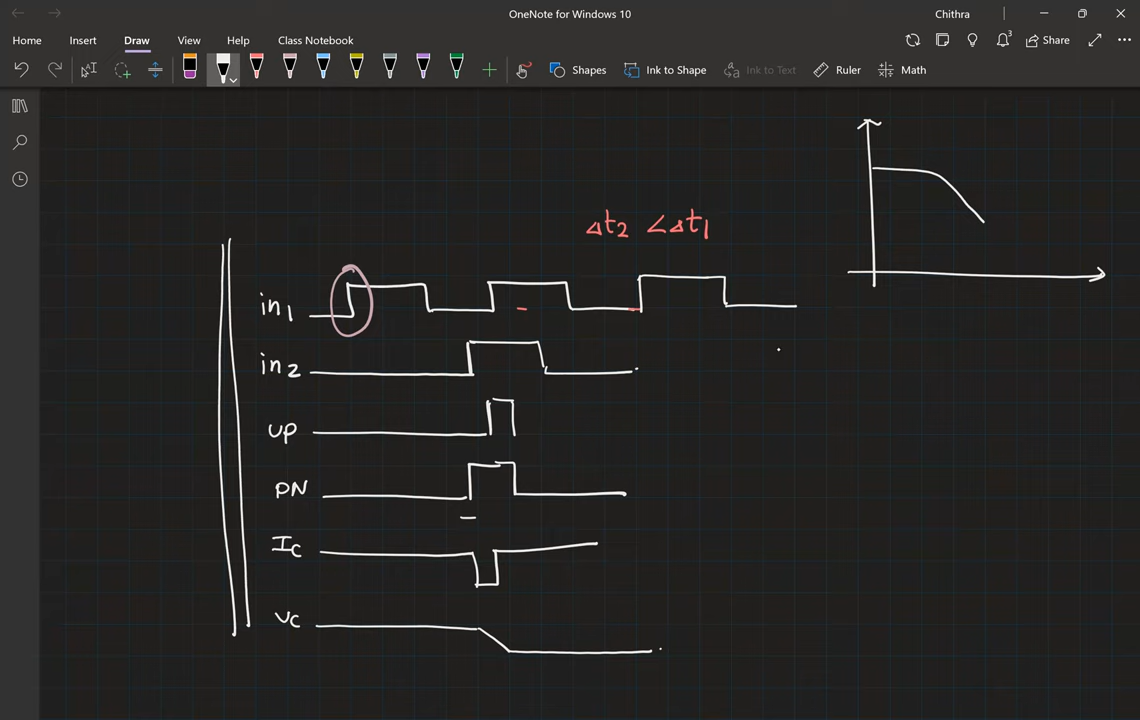 OneNote for Windows 10
Chithra
Home Insert Draw View Help Class Notebook
3 Share
Shapes Ink to Shape Ink to Text Ruler Math
Δt2 <Δt1
in1
in2
UP
DN
Ic
Vc